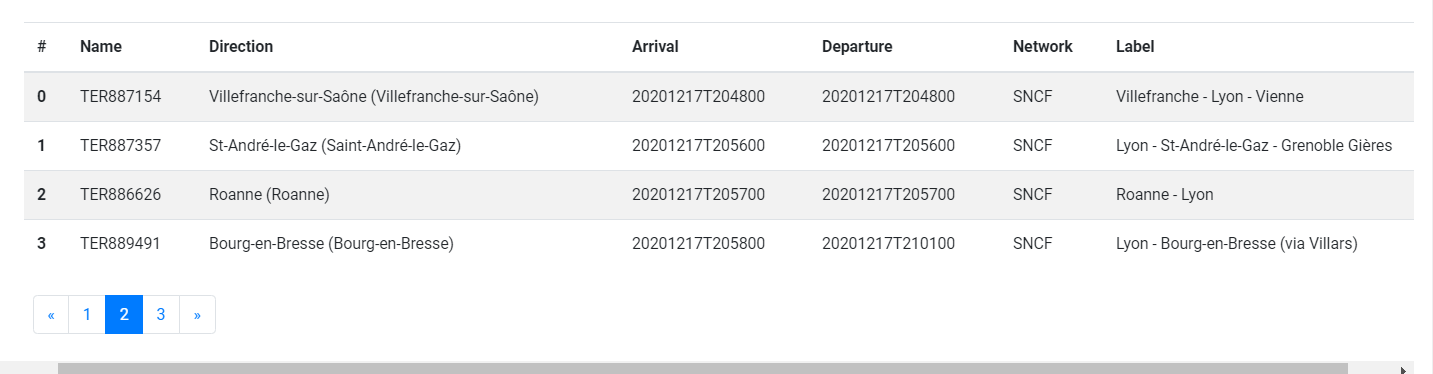 # Name Direction Arrival Departure Network Label
0 TER887154 Villefranche-sur-Saône (Villefranche-sur-Saône) 20201217T204800 20201217T204800 SNCF Villefranche - Lyon - Vienne
1 TER887357 St-André-le-Gaz (Saint-André-le-Gaz) 20201217T205600 20201217T205600 SNCF Lyon - St-André-le-Gaz - Grenoble Gières
2 TER886626 Roanne (Roanne) 20201217T205700 20201217T205700 SNCF Roanne - Lyon
3 TER889491 Bourg-en-Bresse (Bourg-en-Bresse) 20201217T205800 20201217T210100 SNCF Lyon - Bourg-en-Bresse (via Villars)
« 1 2 3 »